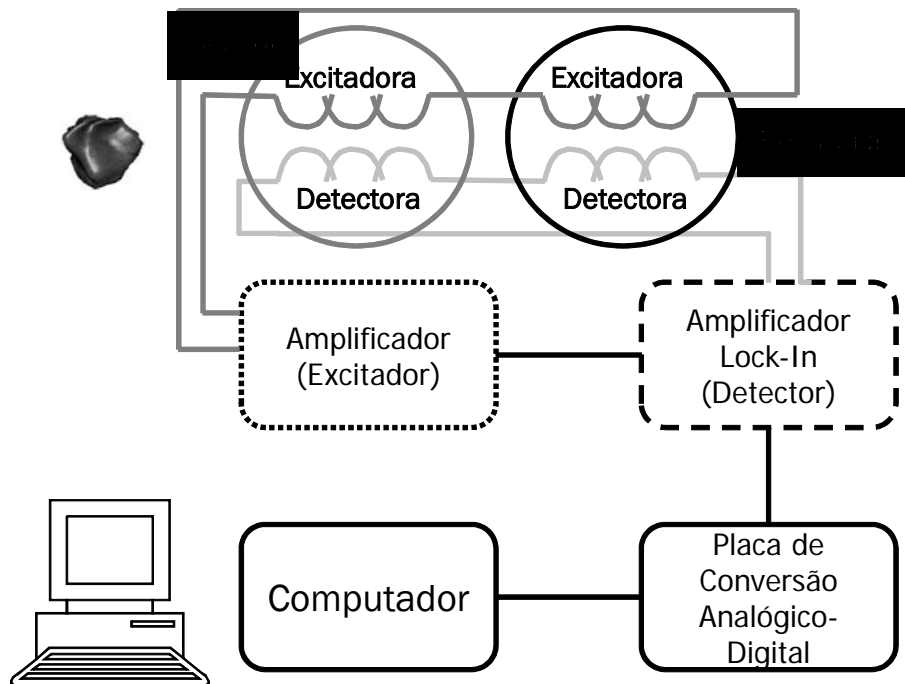 Excitadora
Excitadora
Detectora
Detectora
Amplificador
(Excitador)
Amplificador
Lock-In
(Detector)
Computador
Placa de
Conversão
Analógico-
Digital